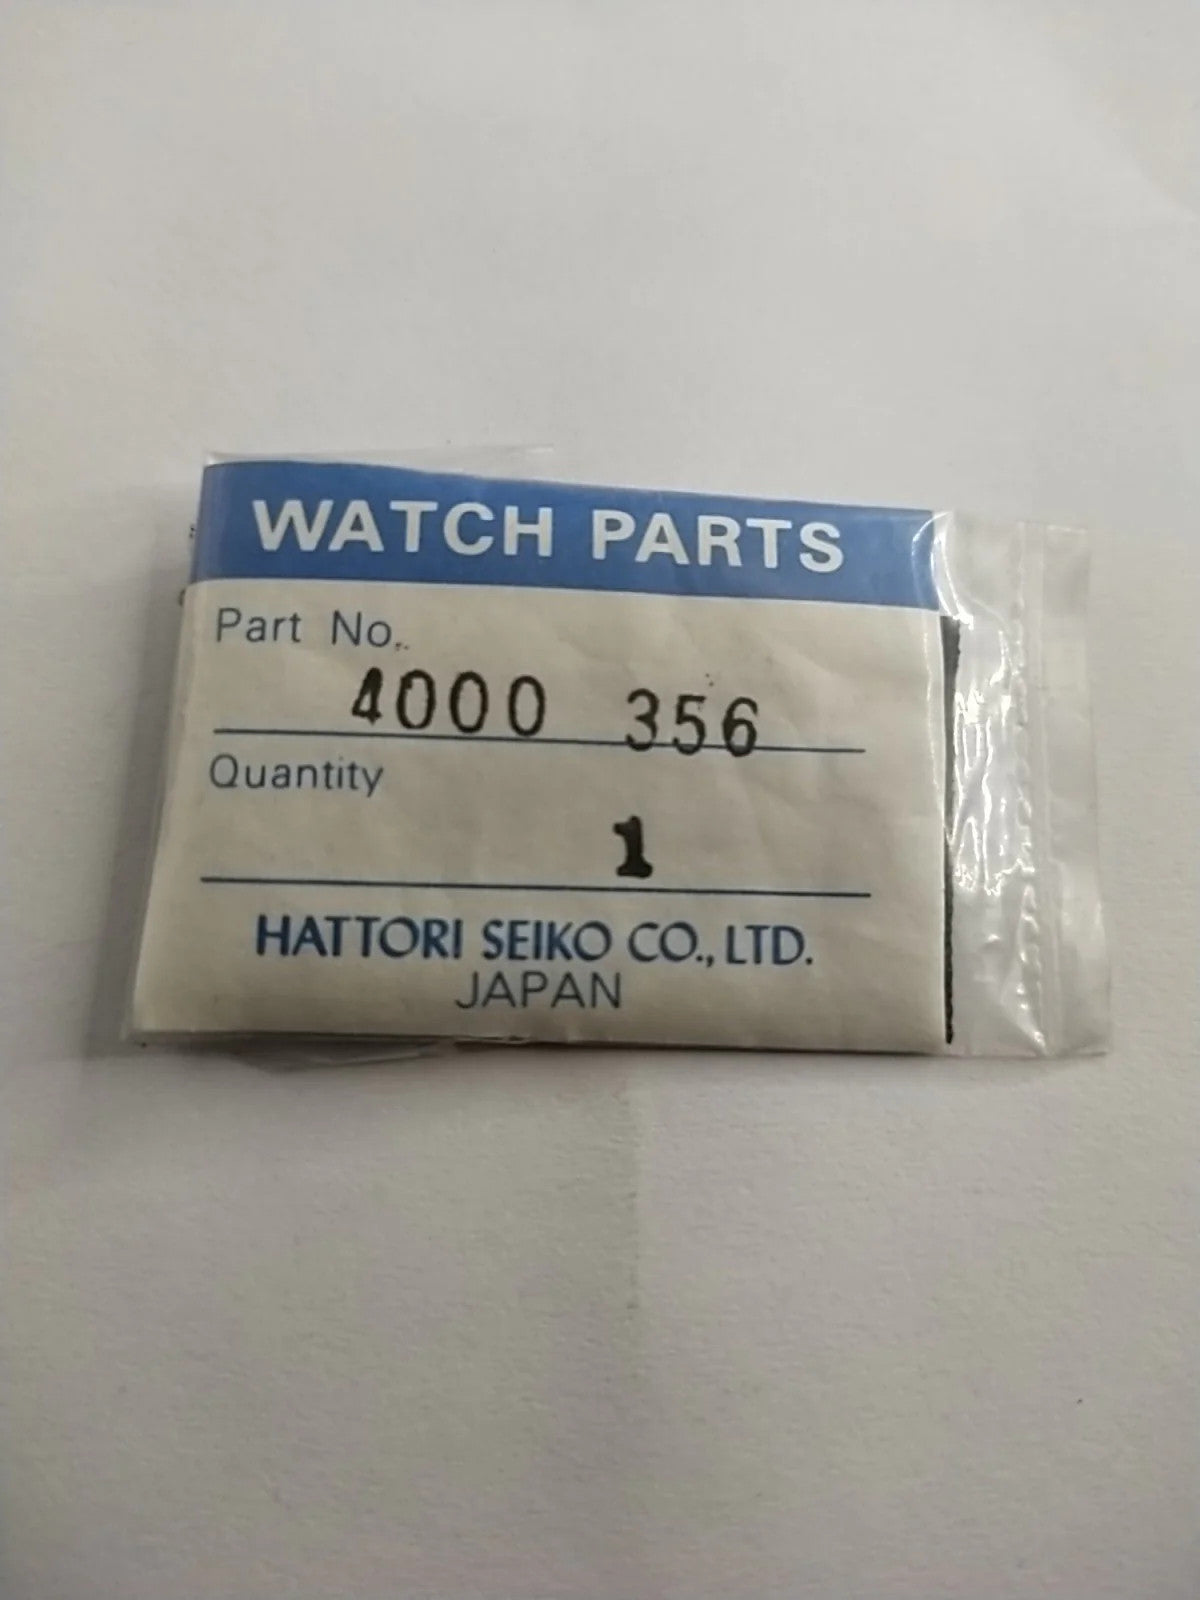 WATCH PARTS
Part No.
4000 356
Quantity
1
HATTORI SEIKO CO., LTD.
JAPAN